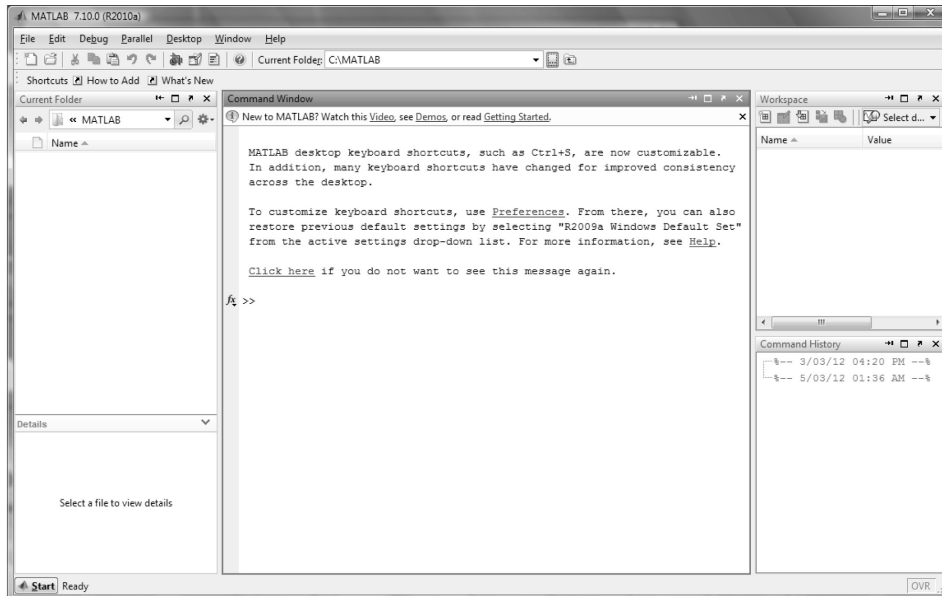 MATLAB 7.10.0 (R2010a)
File Edit Debug Parallel Desktop Window Help
Current Folder: C:\MATLAB
Shortcuts How to Add What's New
Current Folder
« MATLAB
Name
Details
Select a file to view details
Command Window
New to MATLAB? Watch this Video, see Demos, or read Getting Started.
MATLAB desktop keyboard shortcuts, such as Ctrl+S, are now customizable.
In addition, many keyboard shortcuts have changed for improved consistency
across the desktop.
To customize keyboard shortcuts, use Preferences. From there, you can also
restore previous default settings by selecting "R2009a Windows Default Set"
from the active settings drop-down list. For more information, see Help.
Click here if you do not want to see this message again.
fx >>
Workspace
Select d...
Name Value
Command History
%-- 3/03/12 04:20 PM --%
%-- 5/03/12 01:36 AM --%
Start Ready
OVR